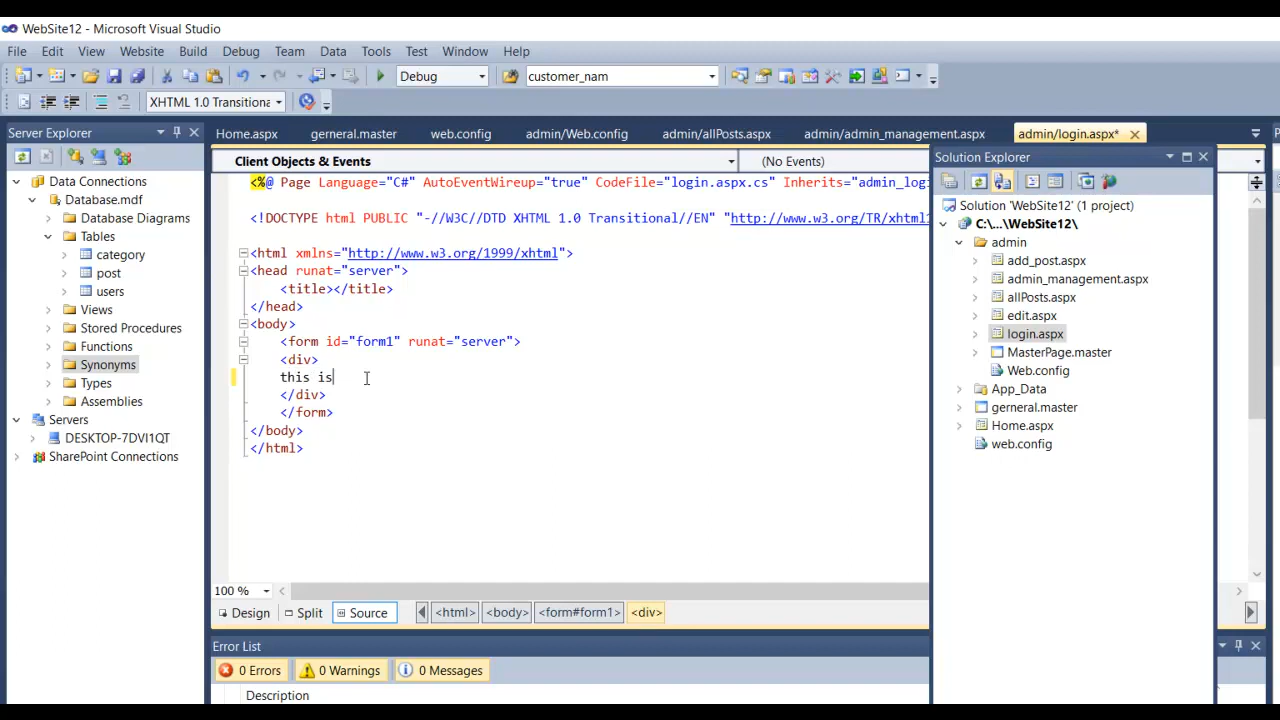 WebSite12 - Microsoft Visual Studio
File Edit View Website Build Debug Team Data Tools Test Window Help
Debug customer_nam
XHTML 1.0 Transitiona
Server Explorer
Home.aspx gerneral.master web.config admin/Web.config admin/allPosts.aspx admin/admin_management.aspx admin/login.aspx*
Client Objects & Events (No Events)
Solution Explorer
Data Connections
Database.mdf
Database Diagrams
Tables
category
post
users
Views
Stored Procedures
Functions
Synonyms
Types
Assemblies
Servers
DESKTOP-7DVI1QT
SharePoint Connections
<%@ Page Language="C#" AutoEventWireup="true" CodeFile="login.aspx.cs" Inherits="admin_logi
<!DOCTYPE html PUBLIC "-//W3C//DTD XHTML 1.0 Transitional//EN" "http://www.w3.org/TR/xhtml1
<html xmlns="http://www.w3.org/1999/xhtml">
<head runat="server">
<title></title>
</head>
<body>
<form id="form1" runat="server">
<div>
this is
</div>
</form>
</body>
</html>
100 %
Design Split Source <html> <body> <form#form1> <div>
Solution 'WebSite12' (1 project)
C:\...\WebSite12\
admin
add_post.aspx
admin_management.aspx
allPosts.aspx
edit.aspx
login.aspx
MasterPage.master
Web.config
App_Data
gerneral.master
Home.aspx
web.config
Error List
0 Errors 0 Warnings 0 Messages
Description